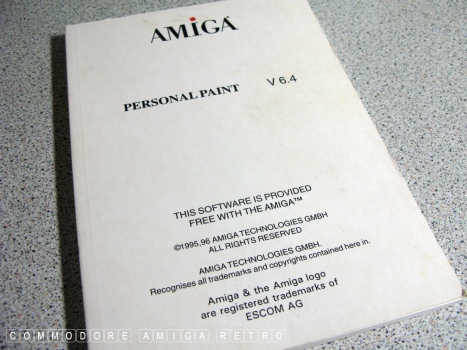 AMIGA
PERSONAL PAINT V 6.4
THIS SOFTWARE IS PROVIDED
FREE WITH THE AMIGA™
©1995,96 AMIGA TECHNOLOGIES GMBH
ALL RIGHTS RESERVED
AMIGA TECHNOLOGIES GMBH.
Recognises all trademarks and copyrights contained here in.
Amiga & the Amiga logo
are registered trademarks of
ESCOM AG
COMMODORE AMIGA RETRO